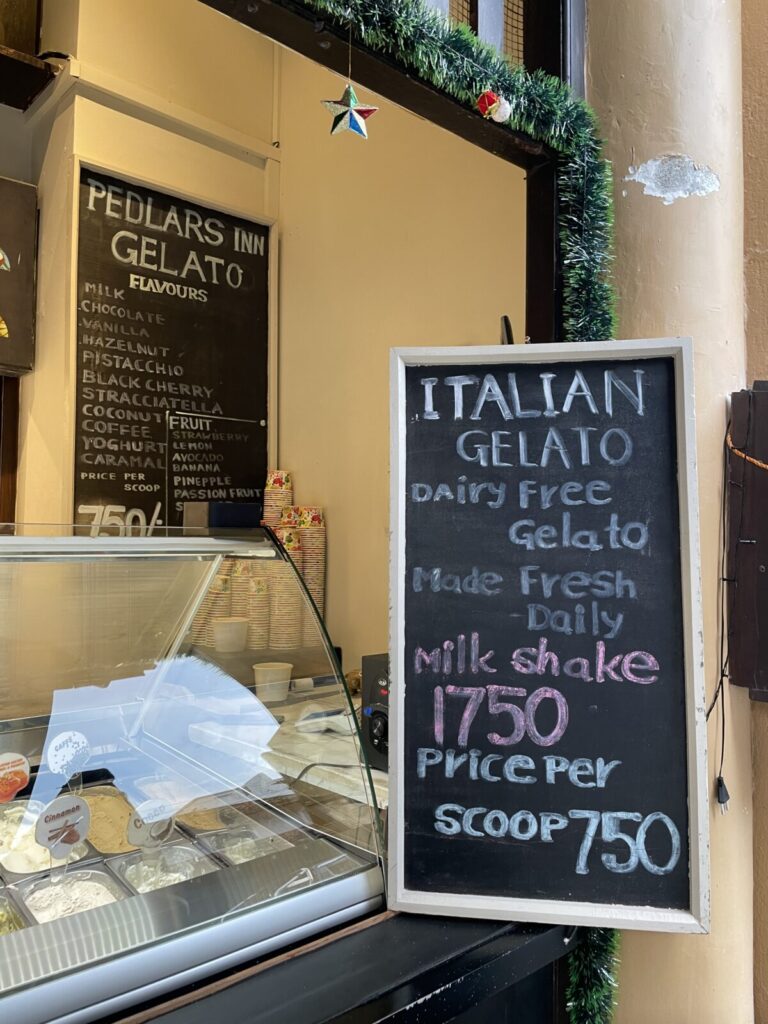 PEDLARS INN
GELATO
FLAVOURS
MILK
CHOCOLATE
VANILLA
HAZELNUT
PISTACCHIO
BLACK CHERRY
STRACCIATELLA
COCONUT
COFFEE
YOGHURT
CARAMAL
PRICE PER
SCOOP
750/-
FRUIT
STRAWBERRY
LEMON
AVOCADO
BANANA
PINEPPLE
PASSION FRUIT
ITALIAN
GELATO
Dairy Free
Gelato
Made Fresh
Daily
Milk shake
1750
Price Per
SCOOP 750
Cinnamon